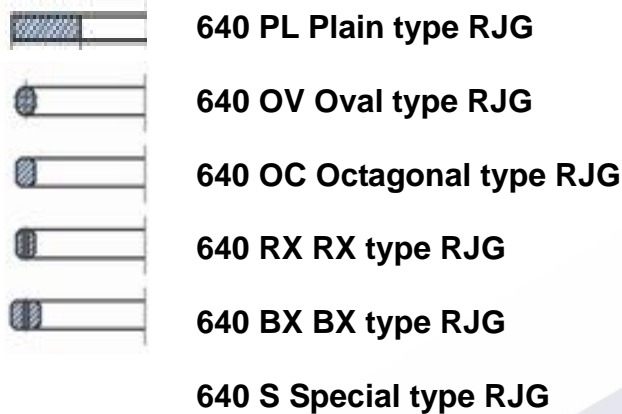 640 PL Plain type RJG
640 OV Oval type RJG
640 OC Octagonal type RJG
640 RX RX type RJG
640 BX BX type RJG
640 S Special type RJG